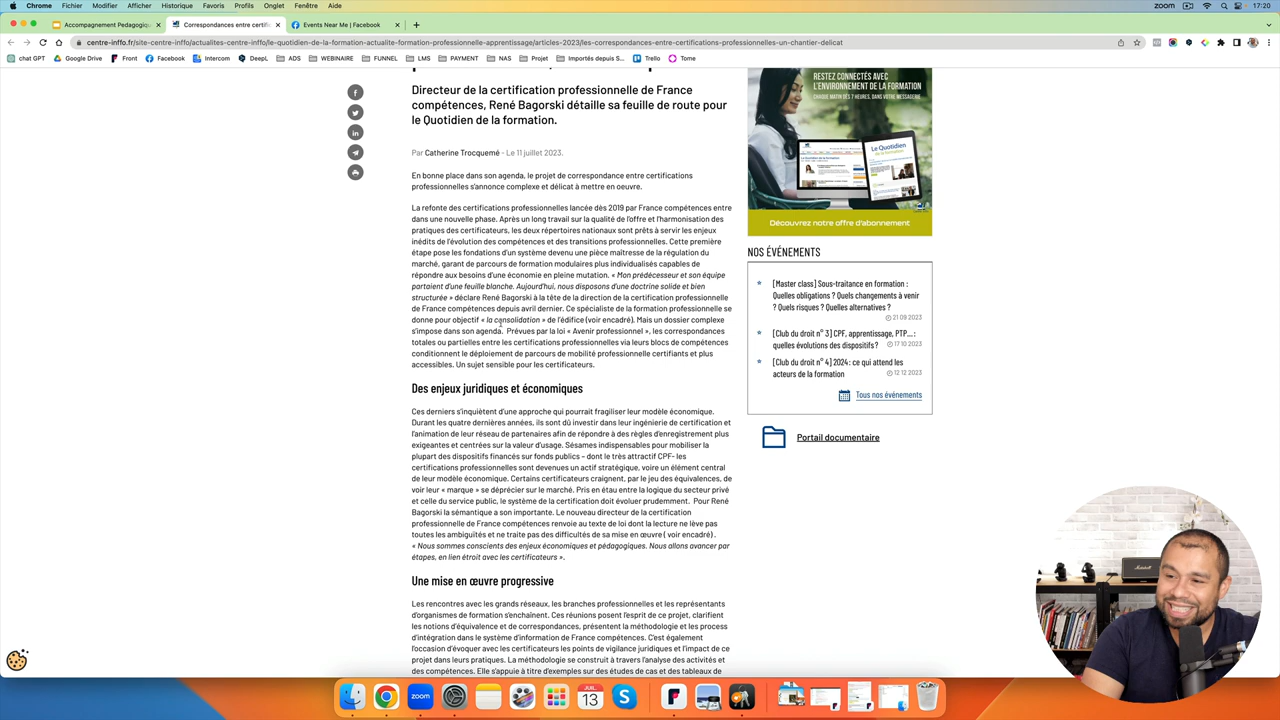 Chrome Fichier Modifier Afficher Historique Favoris Profils Onglet Fenêtre Aide zoom 17:20
Accompagnement Pedagogiqu Correspondances entre certifi Events Near Me | Facebook
centre-inffo.fr/site-centre-inffo/actualites-centre-inffo/le-quotidien-de-la-formation-actualite-formation-professionnelle-apprentissage/articles-2023/les-correspondances-entre-certifications-professionnelles-un-chantier-delicat
chat GPT Google Drive Front Facebook Intercom DeepL ADS WEBINAIRE FUNNEL LMS PAYMENT NAS Projet Importés depuis S... Trello Tome
Directeur de la certification professionnelle de France
compétences, René Bagorski détaille sa feuille de route pour
le Quotidien de la formation.
Par Catherine Trocquemé - Le 11 juillet 2023.
En bonne place dans son agenda, le projet de correspondance entre certifications
professionnelles s'annonce complexe et délicat à mettre en oeuvre.
La refonte des certifications professionnelles lancée dès 2019 par France compétences entre
dans une nouvelle phase. Après un long travail sur la qualité de l'offre et l'harmonisation des
pratiques des certificateurs, les deux répertoires nationaux sont prêts à servir les enjeux
inédits de l'évolution des compétences et des transitions professionnelles. Cette première
étape pose les fondations d'un système devenu une pièce maîtresse de la régulation du
marché, garant de parcours de formation modulaires plus individualisés capables de
répondre aux besoins d'une économie en pleine mutation. « Mon prédécesseur et son équipe
partaient d'une feuille blanche. Aujourd'hui, nous disposons d'une doctrine solide et bien
structurée » déclare René Bagorski à la tête de la direction de la certification professionnelle
de France compétences depuis avril dernier. Ce spécialiste de la formation professionnelle se
donne pour objectif « la consolidation » de l'édifice (voir encadré). Mais un dossier complexe
s'impose dans son agenda. Prévues par la loi « Avenir professionnel », les correspondances
totales ou partielles entre les certifications professionnelles via leurs blocs de compétences
conditionnent le déploiement de parcours de mobilité professionnelle certifiants et plus
accessibles. Un sujet sensible pour les certificateurs.
Des enjeux juridiques et économiques
Ces derniers s'inquiètent d'une approche qui pourrait fragiliser leur modèle économique.
Durant les quatre dernières années, ils sont dû investir dans leur ingénierie de certification et
l'animation de leur réseau de partenaires afin de répondre à des règles d'enregistrement plus
exigeantes et centrées sur la valeur d'usage. Sésames indispensables pour mobiliser la
plupart des dispositifs financés sur fonds publics – dont le très attractif CPF- les
certifications professionnelles sont devenues un actif stratégique, voire un élément central
de leur modèle économique. Certains certificateurs craignent, par le jeu des équivalences, de
voir leur « marque » se déprécier sur le marché. Pris en étau entre la logique du secteur privé
et celle du service public, le système de la certification doit évoluer prudemment. Pour René
Bagorski la sémantique a son importante. Le nouveau directeur de la certification
professionnelle de France compétences renvoie au texte de loi dont la lecture ne lève pas
toutes les ambiguïtés et ne traite pas des difficultés de sa mise en œuvre ( voir encadré) .
« Nous sommes conscients des enjeux économiques et pédagogiques. Nous allons avancer par
étapes, en lien étroit avec les certificateurs ».
Une mise en œuvre progressive
Les rencontres avec les grands réseaux, les branches professionnelles et les représentants
d'organismes de formation s'enchaînent. Ces réunions posent l'esprit de ce projet, clarifient
les notions d'équivalence et de correspondances, présentent la méthodologie et les process
d'intégration dans le système d'information de France compétences. C'est également
l'occasion d'évoquer avec les certificateurs les points de vigilance juridiques et l'impact de ce
projet dans leurs pratiques. La méthodologie se construit à travers l'analyse des activités et
des compétences. Elle s'appuie à titre d'exemples sur des études de cas et des tableaux de
RESTEZ CONNECTÉS AVEC
L'ENVIRONNEMENT DE LA FORMATION
CHAQUE MATIN DÈS 7 HEURES, DANS VOTRE MESSAGERIE
Le Quotidien
de la formation
Découvrez notre offre d'abonnement
NOS ÉVÉNEMENTS
[Master class] Sous-traitance en formation :
Quelles obligations ? Quels changements à venir
? Quels risques ? Quelles alternatives ?
21 09 2023
[Club du droit n° 3] CPF, apprentissage, PTP… :
quelles évolutions des dispositifs ? 17 10 2023
[Club du droit n° 4] 2024 : ce qui attend les
acteurs de la formation 12 12 2023
Tous nos événements
Portail documentaire
Marshall
zoom
JUIL.
13